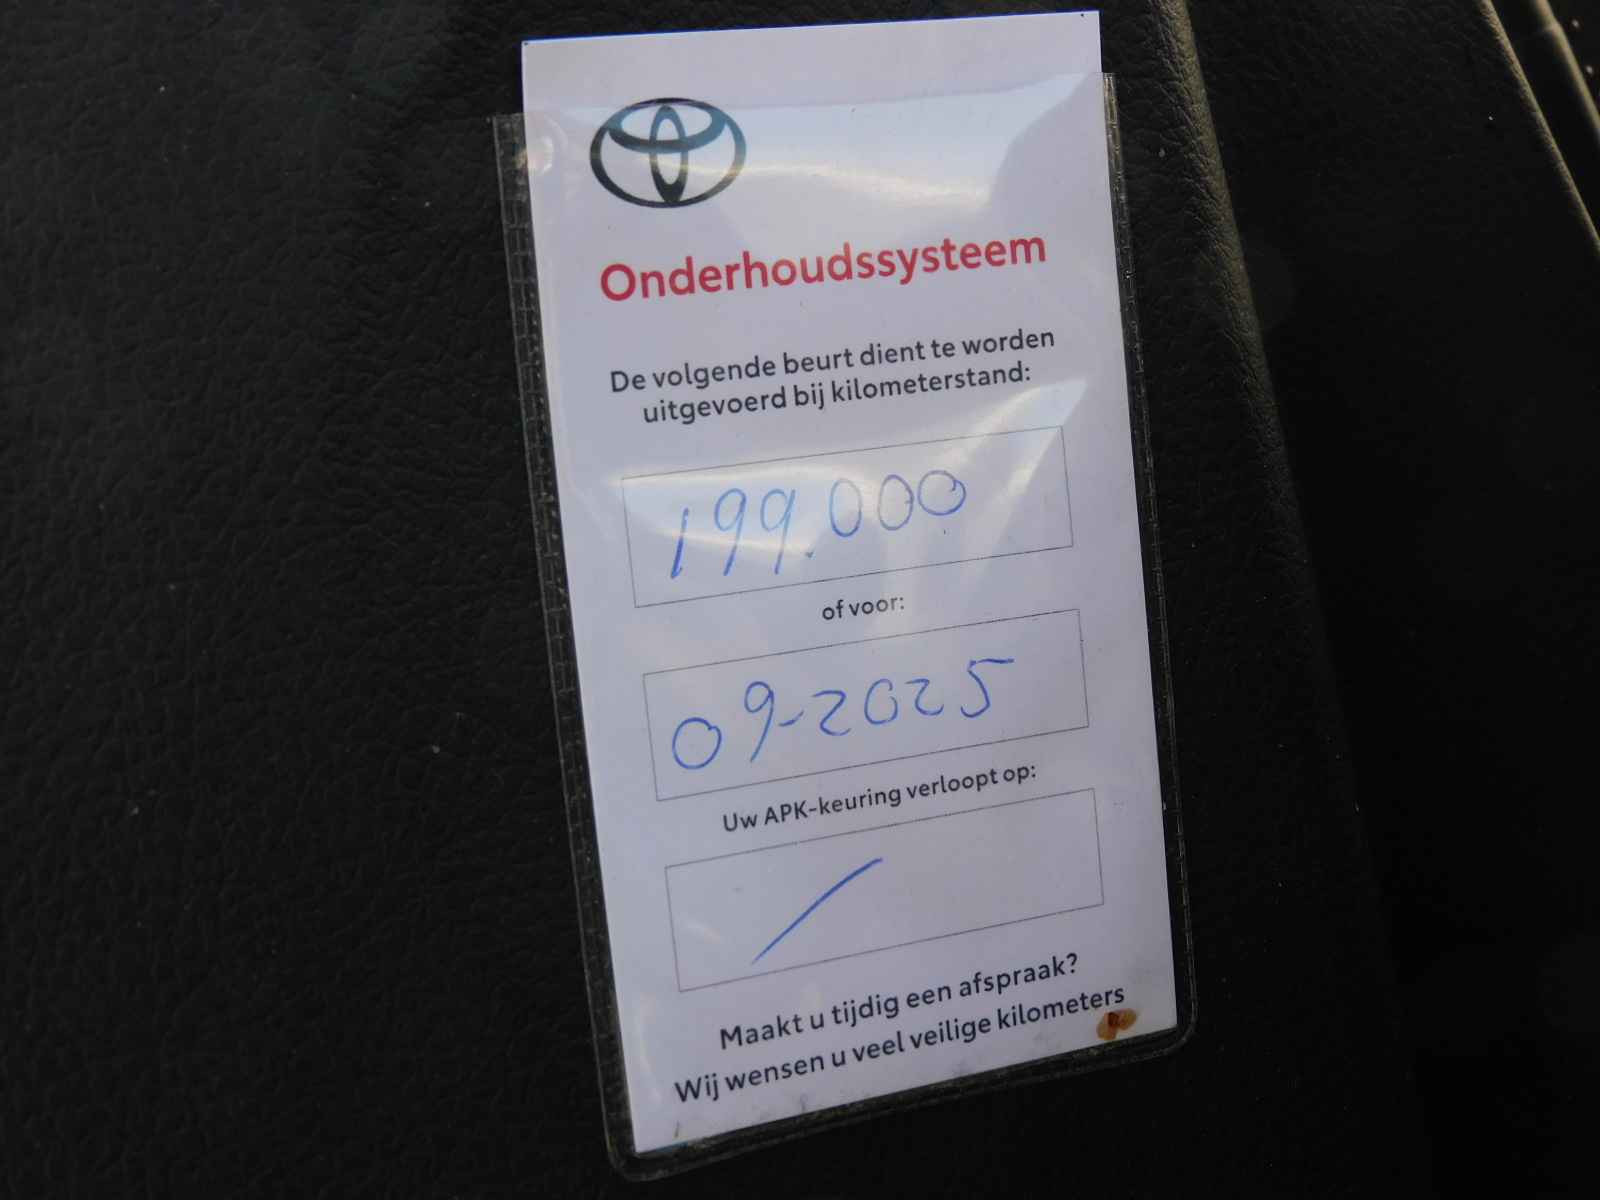 Onderhoudssysteem
De volgende beurt dient te worden
uitgevoerd bij kilometerstand:
199.000
of voor:
09-2025
Uw APK-keuring verloopt op:
Maakt u tijdig een afspraak?
Wij wensen u veel veilige kilometers